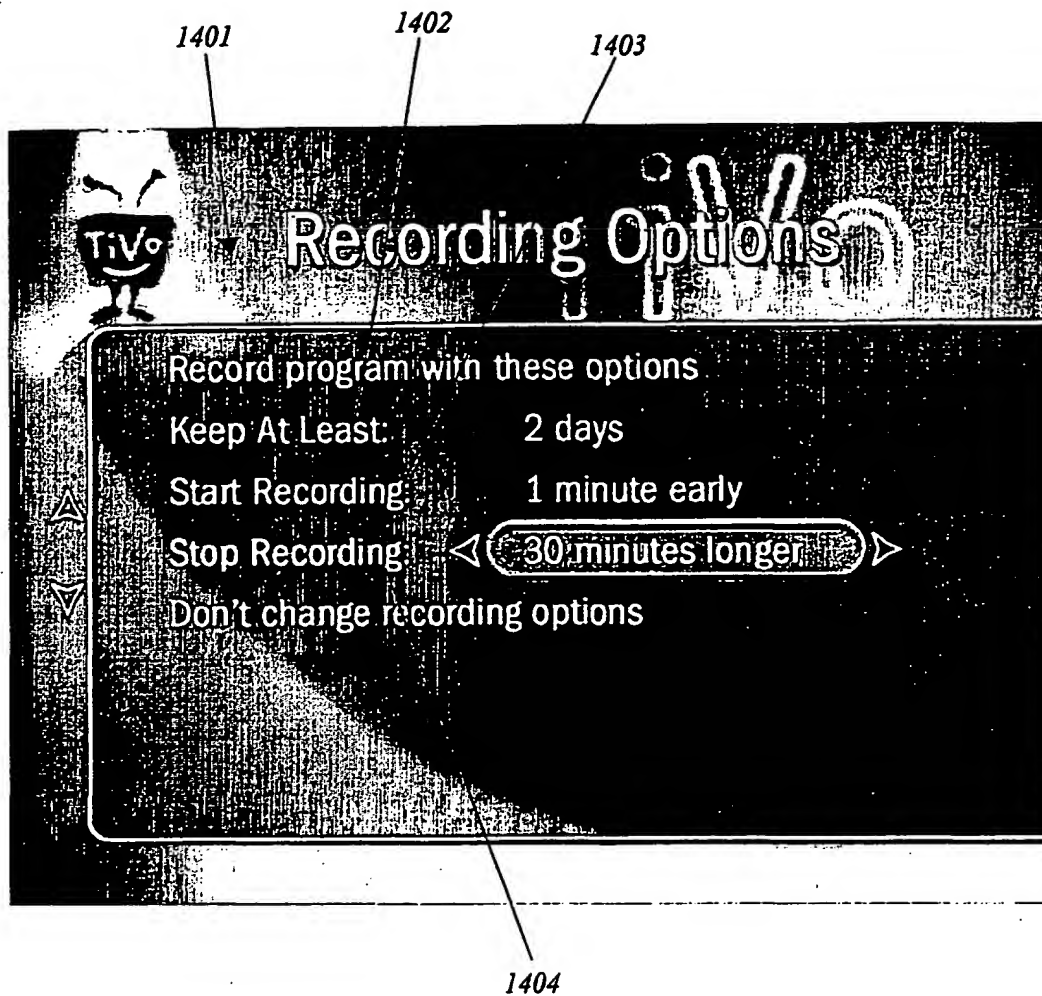 1401
1402
1403
TiVo
TiVo
Recording Options
Record program with these options
Keep At Least: 2 days
Start Recording: 1 minute early
Stop Recording: 30 minutes longer
Don't change recording options
1404